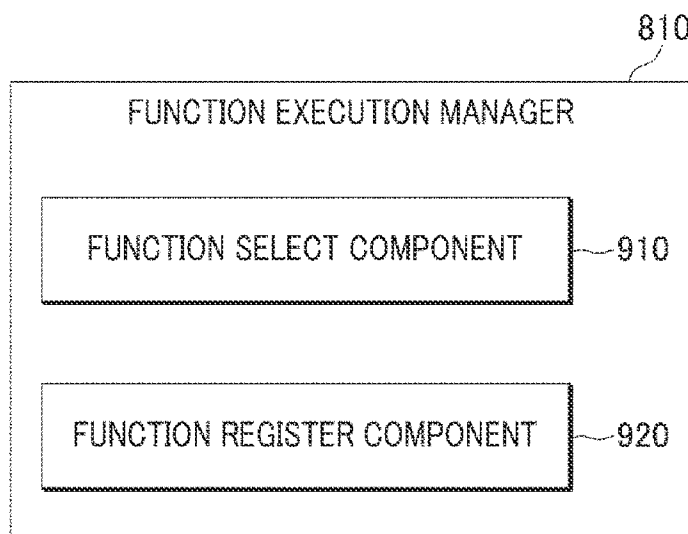 810
FUNCTION EXECUTION MANAGER
FUNCTION SELECT COMPONENT
910
FUNCTION REGISTER COMPONENT
920